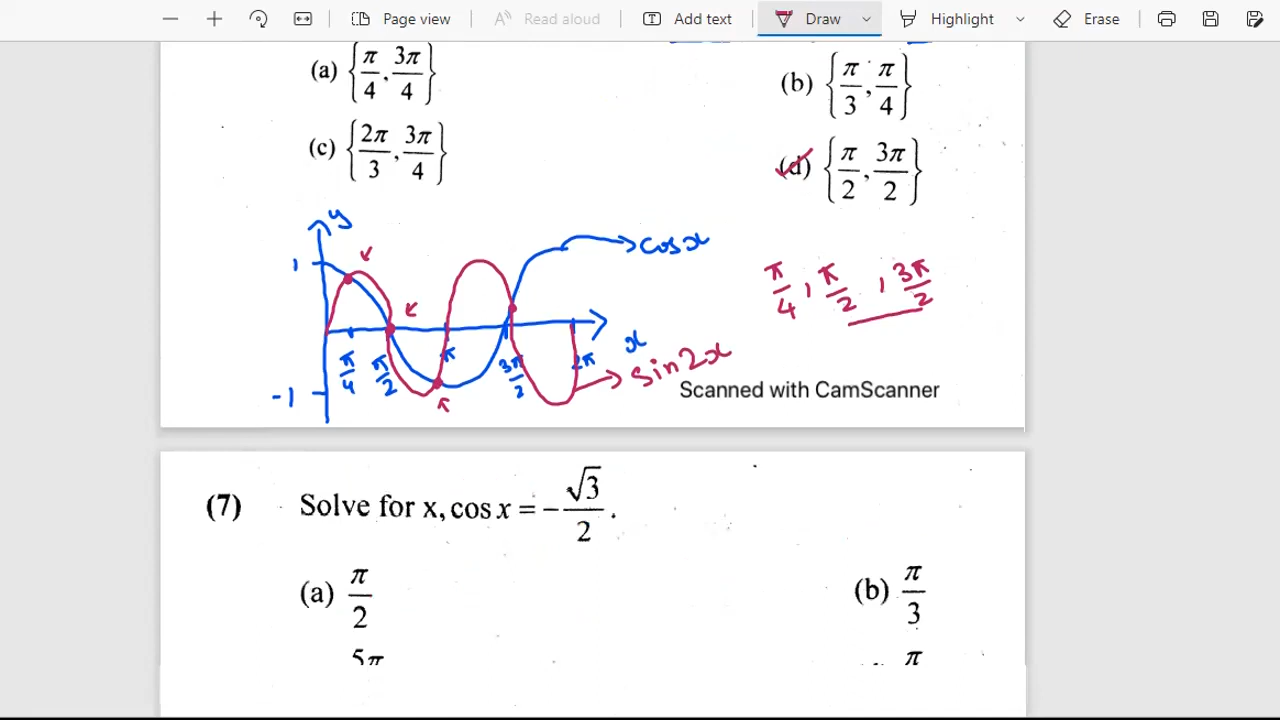 Page view Read aloud Add text Draw Highlight Erase
(a) {π/4, 3π/4} (b) {π/3, π/4}
(c) {2π/3, 3π/4} (d) {π/2, 3π/2}
y
1 cos x
π/4, π/2, 3π/2
π/4 π/2 π 3π/2 2π x
sin2x
-1 Scanned with CamScanner
(7) Solve for x, cos x = -√3/2.
(a) π/2 (b) π/3
5π π